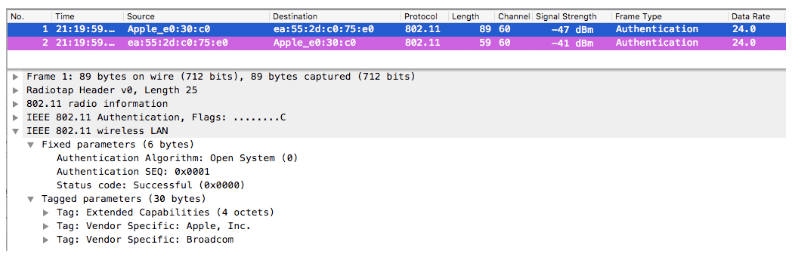 No. Time Source Destination Protocol Length Channel Signal Strength Frame Type Data Rate
1 21:19:59.… Apple_e0:30:c0 ea:55:2d:c0:75:e0 802.11 89 60 -47 dBm Authentication 24.0
2 21:19:59.… ea:55:2d:c0:75:e0 Apple_e0:30:c0 802.11 59 60 -41 dBm Authentication 24.0
Frame 1: 89 bytes on wire (712 bits), 89 bytes captured (712 bits)
Radiotap Header v0, Length 25
802.11 radio information
IEEE 802.11 Authentication, Flags: ........C
IEEE 802.11 wireless LAN
Fixed parameters (6 bytes)
Authentication Algorithm: Open System (0)
Authentication SEQ: 0x0001
Status code: Successful (0x0000)
Tagged parameters (30 bytes)
Tag: Extended Capabilities (4 octets)
Tag: Vendor Specific: Apple, Inc.
Tag: Vendor Specific: Broadcom